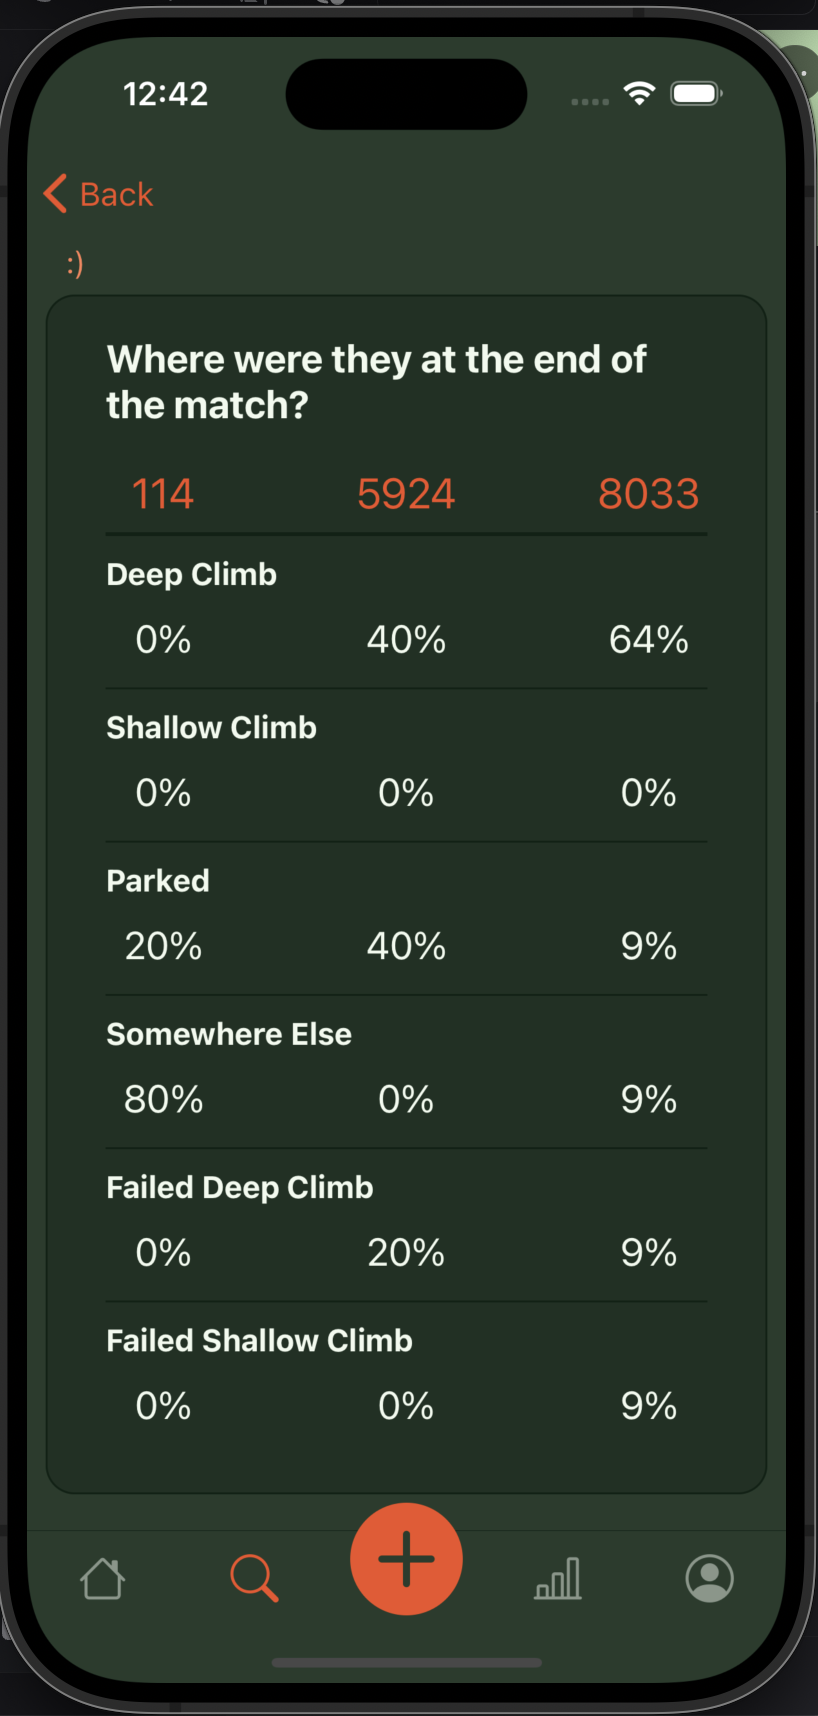 12:42
Back
:)
Where were they at the end of
the match?
114 5924 8033
Deep Climb
0% 40% 64%
Shallow Climb
0% 0% 0%
Parked
20% 40% 9%
Somewhere Else
80% 0% 9%
Failed Deep Climb
0% 20% 9%
Failed Shallow Climb
0% 0% 9%